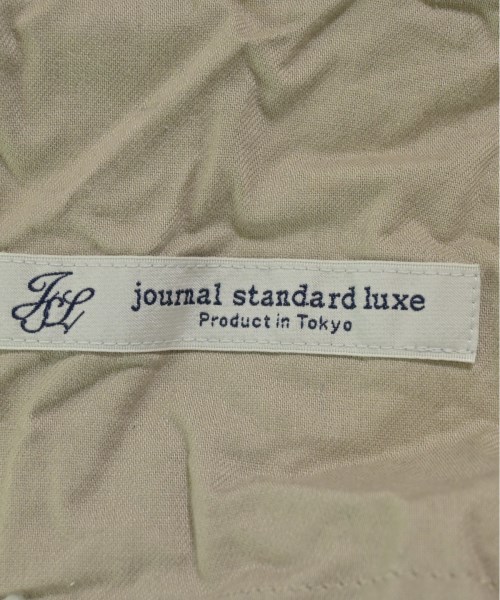 JSL
journal standard luxe
Product in Tokyo